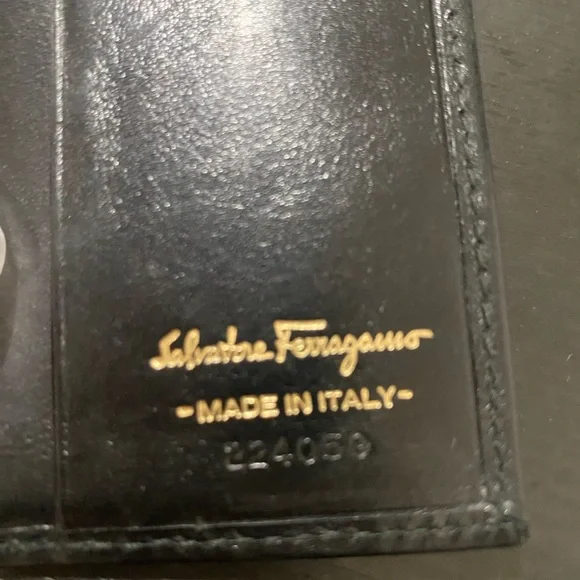 Salvatore Ferragamo
-MADE IN ITALY-
224059